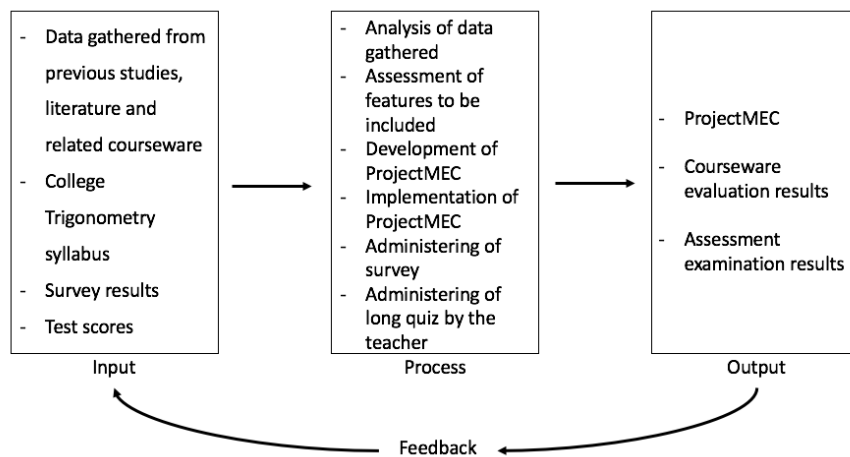 - Data gathered from
previous studies,
literature and
related courseware
- College
Trigonometry
syllabus
- Survey results
- Test scores
Input
- Analysis of data
gathered
- Assessment of
features to be
included
- Development of
ProjectMEC
- Implementation of
ProjectMEC
- Administering of
survey
- Administering of
long quiz by the
teacher
Process
- ProjectMEC
- Courseware
evaluation results
- Assessment
examination results
Output
Feedback